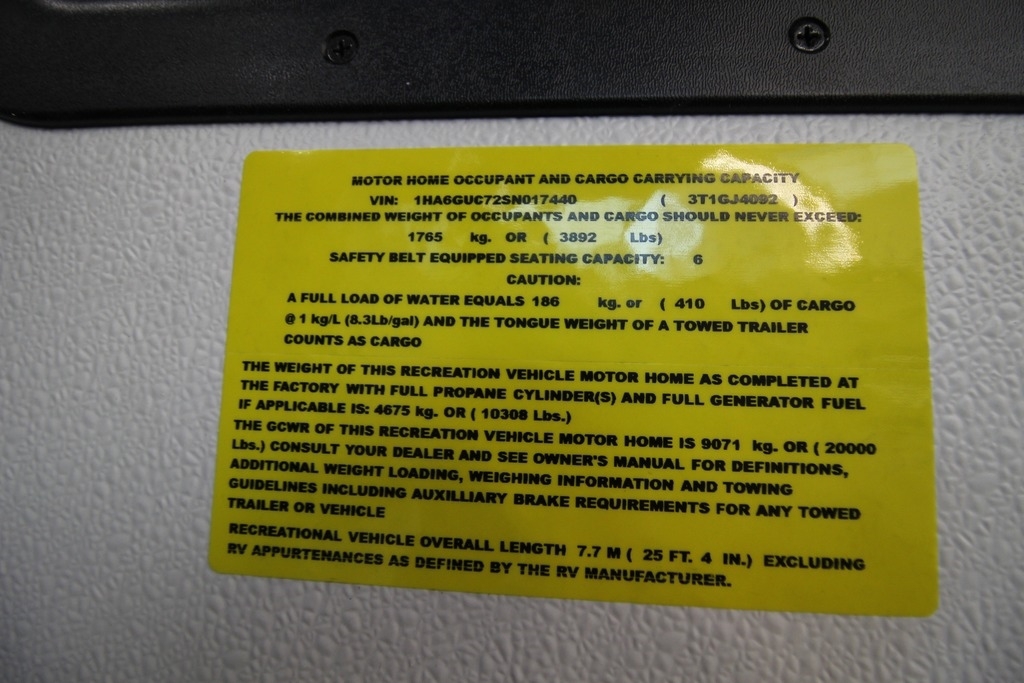 MOTOR HOME OCCUPANT AND CARGO CARRYING CAPACITY
VIN: 1HA6GUC72SN017440 ( 3T1GJ4092 )
THE COMBINED WEIGHT OF OCCUPANTS AND CARGO SHOULD NEVER EXCEED:
1765 kg. OR ( 3892 Lbs)
SAFETY BELT EQUIPPED SEATING CAPACITY: 6
CAUTION:
A FULL LOAD OF WATER EQUALS 186 kg. or ( 410 Lbs) OF CARGO
@ 1 kg/L (8.3Lb/gal) AND THE TONGUE WEIGHT OF A TOWED TRAILER
COUNTS AS CARGO
THE WEIGHT OF THIS RECREATION VEHICLE MOTOR HOME AS COMPLETED AT
THE FACTORY WITH FULL PROPANE CYLINDER(S) AND FULL GENERATOR FUEL
IF APPLICABLE IS: 4675 kg. OR ( 10308 Lbs.)
THE GCWR OF THIS RECREATION VEHICLE MOTOR HOME IS 9071 kg. OR ( 20000
Lbs.) CONSULT YOUR DEALER AND SEE OWNER'S MANUAL FOR DEFINITIONS,
ADDITIONAL WEIGHT LOADING, WEIGHING INFORMATION AND TOWING
GUIDELINES INCLUDING AUXILLIARY BRAKE REQUIREMENTS FOR ANY TOWED
TRAILER OR VEHICLE
RECREATIONAL VEHICLE OVERALL LENGTH 7.7 M ( 25 FT. 4 IN.) EXCLUDING
RV APPURTENANCES AS DEFINED BY THE RV MANUFACTURER.